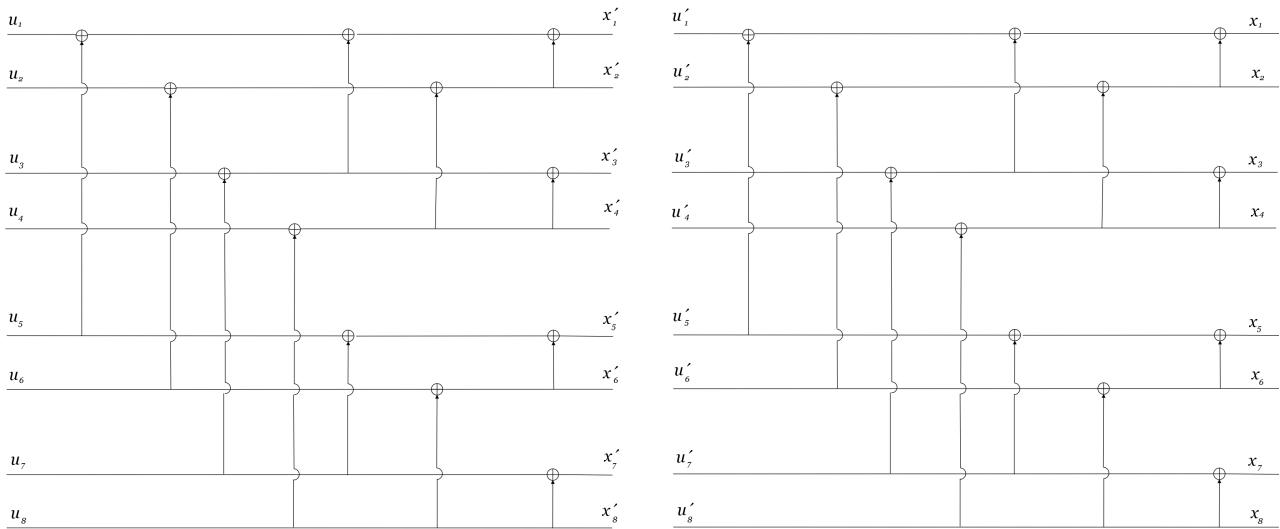 u₁ x′₁ u′₁ x₁
u₂ x′₂ u′₂ x₂
u₃ x′₃ u′₃ x₃
u₄ x′₄ u′₄ x₄
u₅ x′₅ u′₅ x₅
u₆ x′₆ u′₆ x₆
u₇ x′₇ u′₇ x₇
u₈ x′₈ u′₈ x₈